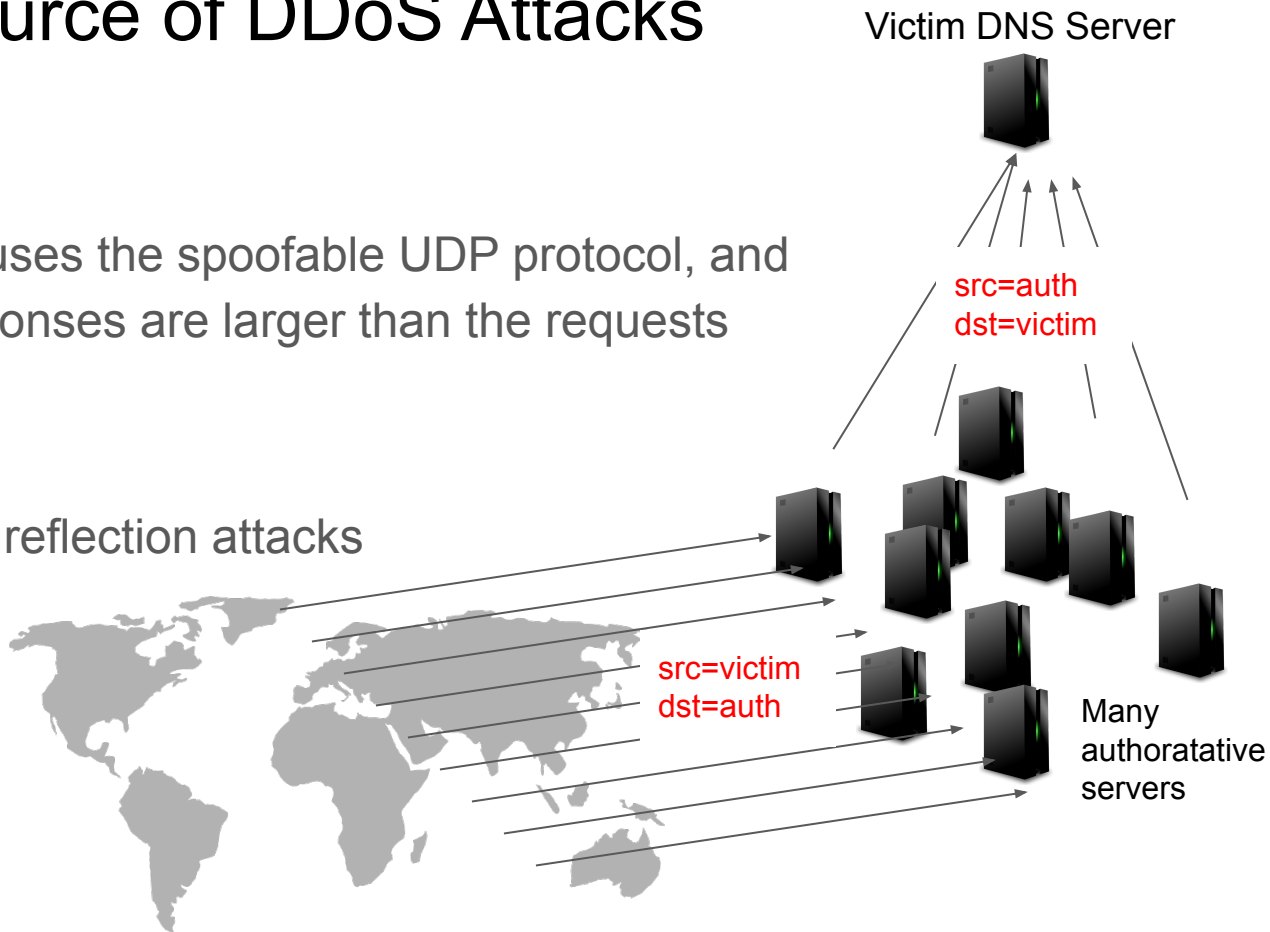 urce of DDoS Attacks
Victim DNS Server
uses the spoofable UDP protocol, and
onses are larger than the requests
src=auth
dst=victim
reflection attacks
src=victim
dst=auth
Many
authoratative
servers